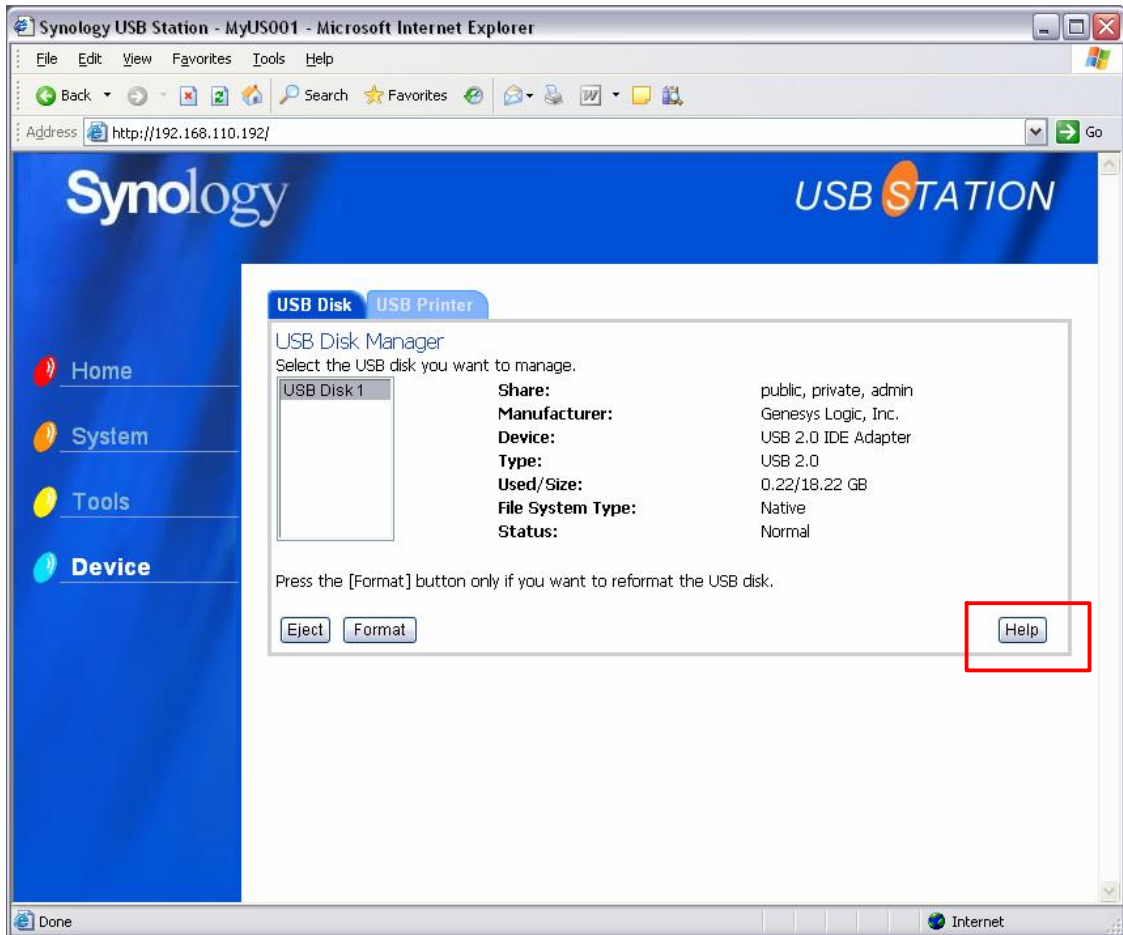 Synology USB Station - MyUS001 - Microsoft Internet Explorer
File Edit View Favorites Tools Help
Back Search Favorites
Address http://192.168.110.192/ Go
Synology USB STATION
USB Disk USB Printer
USB Disk Manager
Select the USB disk you want to manage.
Home
System
Tools
Device
USB Disk 1
Share: public, private, admin
Manufacturer: Genesys Logic, Inc.
Device: USB 2.0 IDE Adapter
Type: USB 2.0
Used/Size: 0.22/18.22 GB
File System Type: Native
Status: Normal
Press the [Format] button only if you want to reformat the USB disk.
Eject Format Help
Done Internet